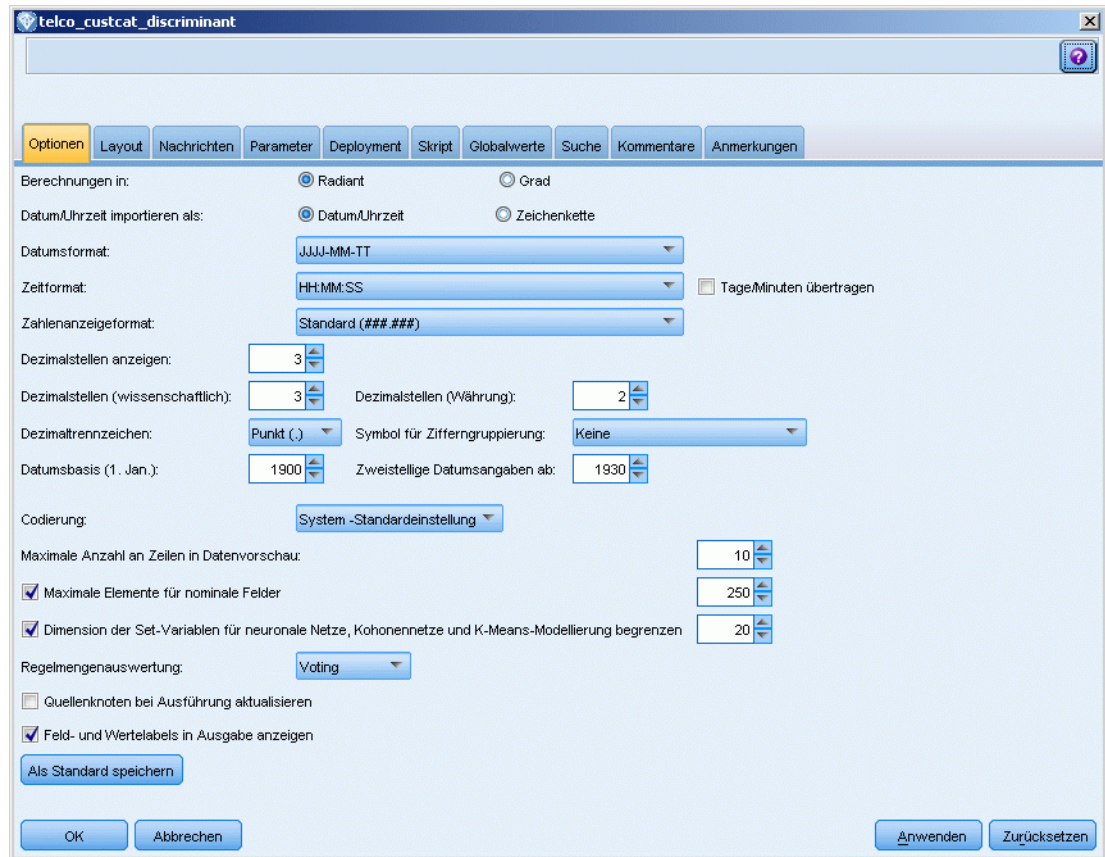 telco_custcat_discriminant
Optionen Layout Nachrichten Parameter Deployment Skript Globalwerte Suche Kommentare Anmerkungen
Berechnungen in: Radiant Grad
Datum/Uhrzeit importieren als: Datum/Uhrzeit Zeichenkette
Datumsformat: JJJJ-MM-TT
Zeitformat: HH:MM:SS Tage/Minuten übertragen
Zahlenanzeigeformat: Standard (###.###)
Dezimalstellen anzeigen: 3
Dezimalstellen (wissenschaftlich): 3 Dezimalstellen (Währung): 2
Dezimaltrennzeichen: Punkt (.) Symbol für Zifferngruppierung: Keine
Datumsbasis (1. Jan.): 1900 Zweistellige Datumsangaben ab: 1930
Codierung: System -Standardeinstellung
Maximale Anzahl an Zeilen in Datenvorschau: 10
Maximale Elemente für nominale Felder 250
Dimension der Set-Variablen für neuronale Netze, Kohonennetze und K-Means-Modellierung begrenzen 20
Regelmengenauswertung: Voting
Quellenknoten bei Ausführung aktualisieren
Feld- und Wertelabels in Ausgabe anzeigen
Als Standard speichern
OK Abbrechen Anwenden Zurücksetzen